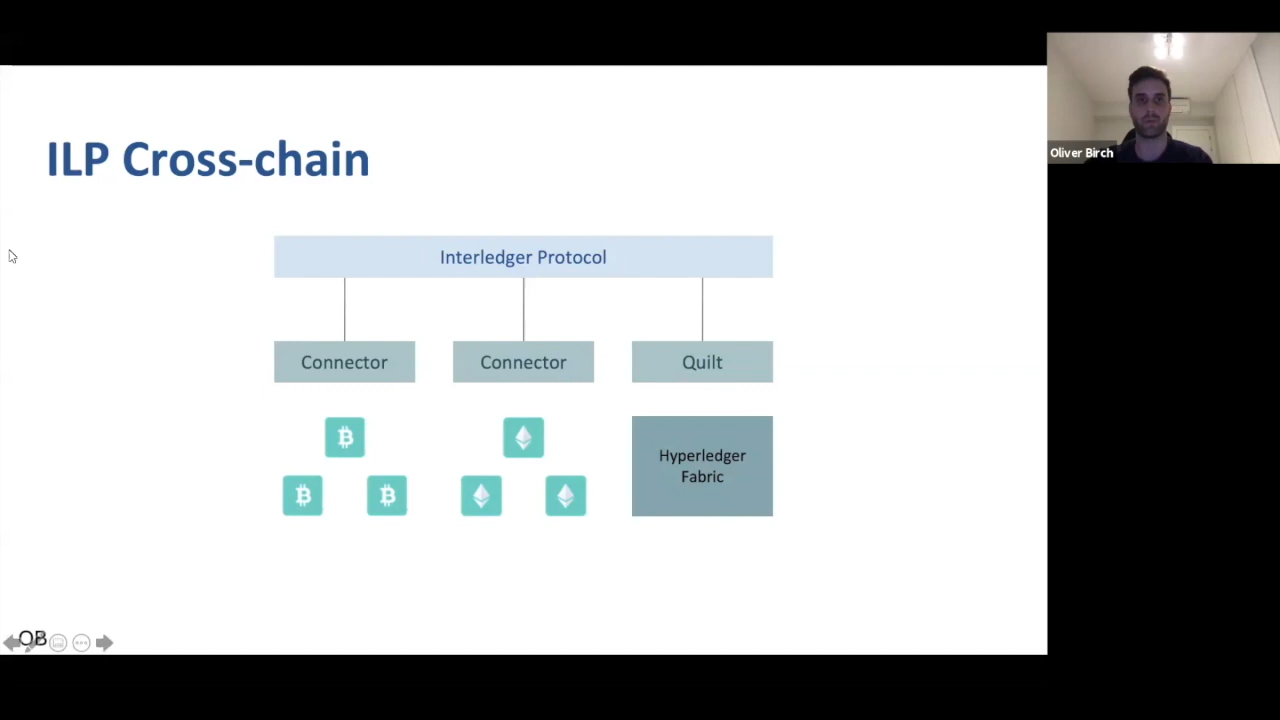 ILP Cross-chain
Interledger Protocol
Connector
Connector
Quilt
Hyperledger
Fabric
OB
Oliver Birch